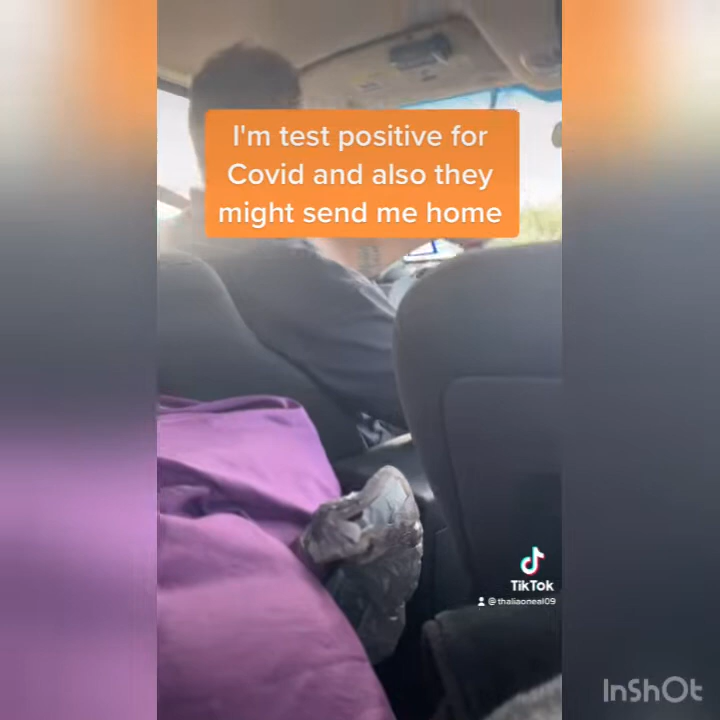 I'm test positive for
Covid and also they
might send me home
TikTok
@thaliaoneal09
InShOt